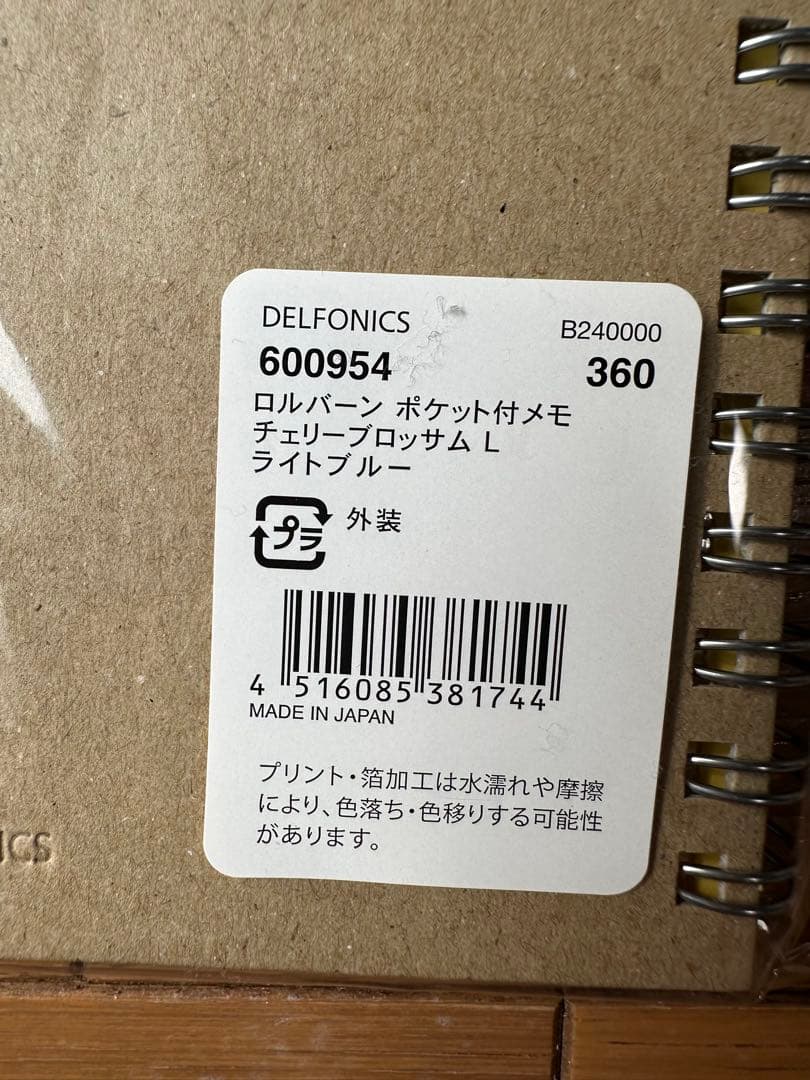 DELFONICS
B240000
600954
360
ロルバーン ポケット付メモ
チェリーブロッサム L
ライトブルー
プラ 外装
4 516085 381744
MADE IN JAPAN
プリント・箔加工は水濡れや摩擦
により、色落ち・色移りする可能性
があります。
ICS